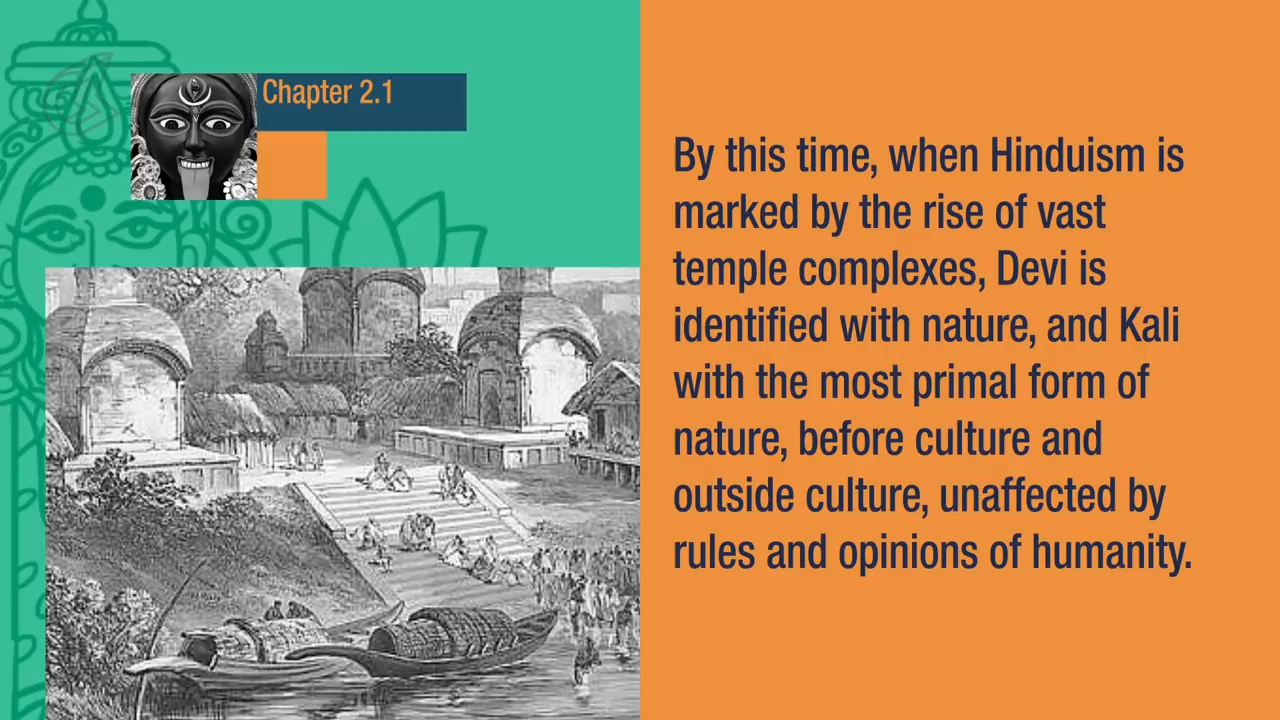 Chapter 2.1
By this time, when Hinduism is
marked by the rise of vast
temple complexes, Devi is
identified with nature, and Kali
with the most primal form of
nature, before culture and
outside culture, unaffected by
rules and opinions of humanity.